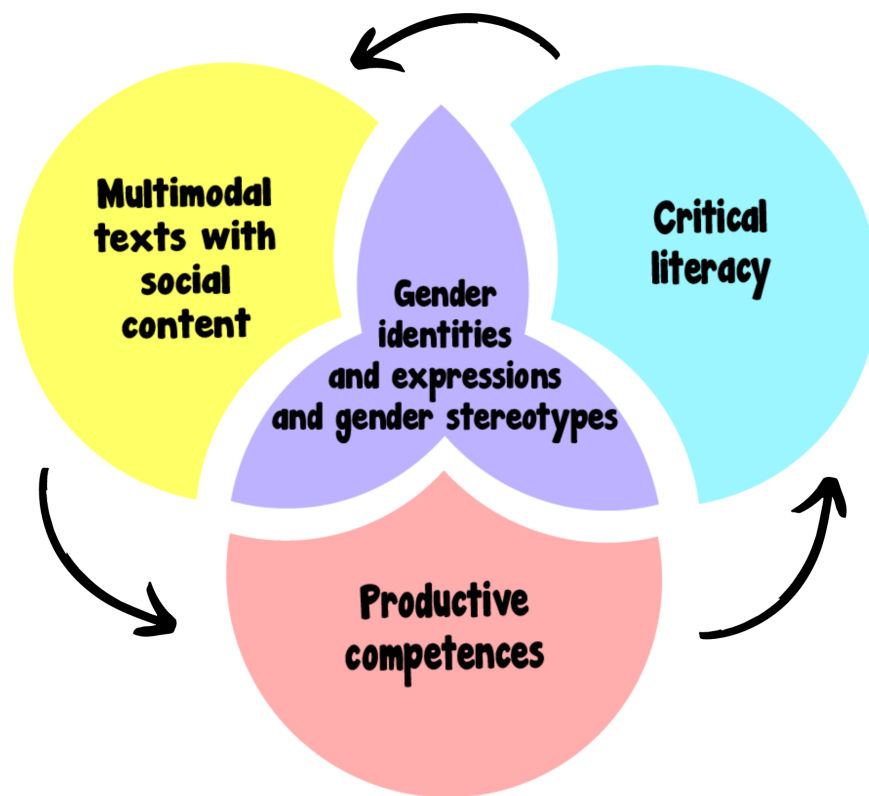 Multimodal
texts with
social
content
Critical
literacy
Gender
identities
and expressions
and gender stereotypes
Productive
competences